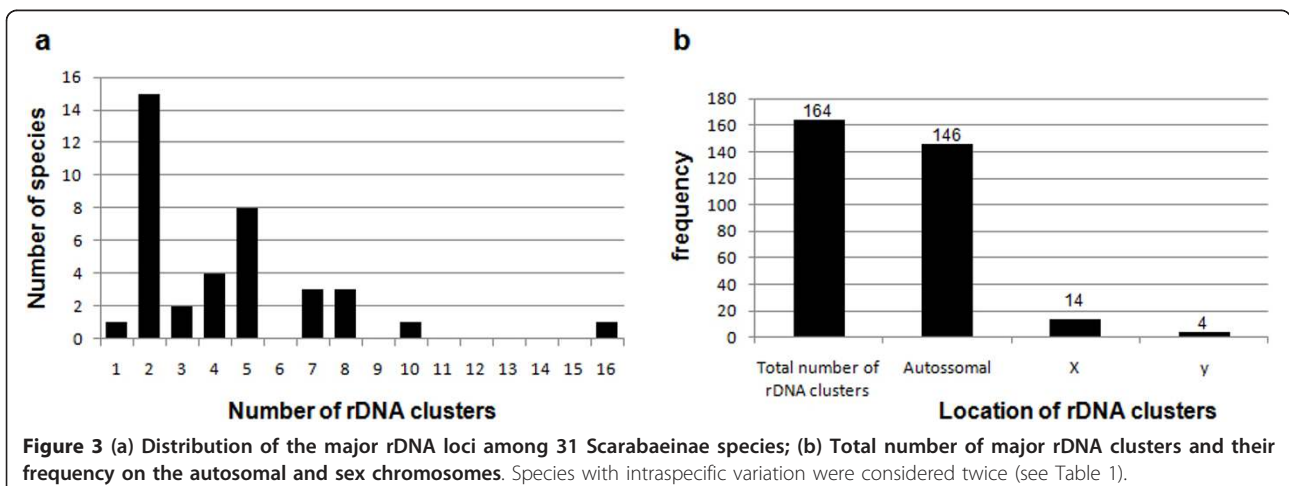 a
Number of species
16
14
12
10
8
6
4
2
0
1 2 3 4 5 6 7 8 9 10 11 12 13 14 15 16
Number of rDNA clusters
b
frequency
180
160
140
120
100
80
60
40
20
0
164
146
14
4
Total number of
rDNA clusters
Autossomal
X
y
Location of rDNA clusters
Figure 3 (a) Distribution of the major rDNA loci among 31 Scarabaeinae species; (b) Total number of major rDNA clusters and their
frequency on the autosomal and sex chromosomes. Species with intraspecific variation were considered twice (see Table 1).